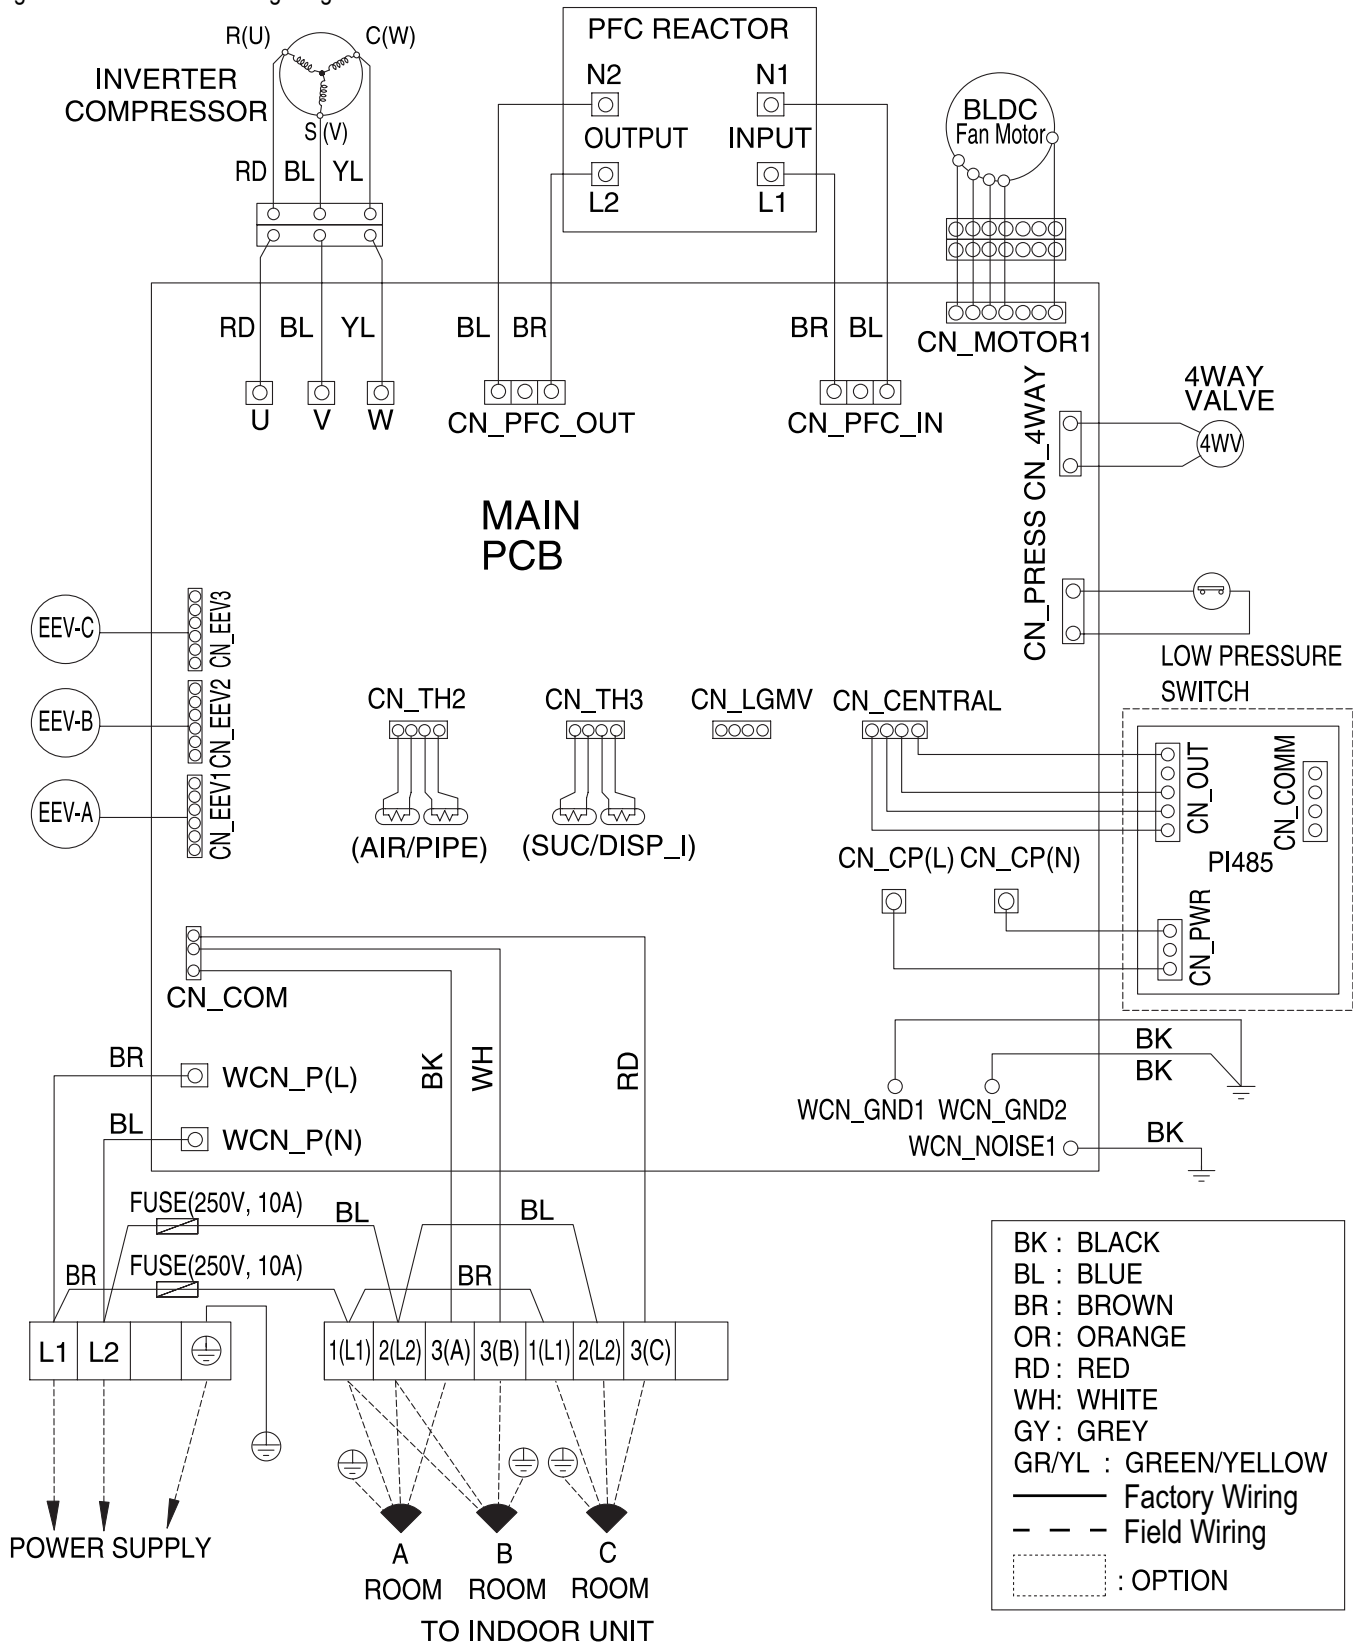 R(U)
C(W)
INVERTER
COMPRESSOR
S (V)
RD BL YL
PFC REACTOR
N2 N1
OUTPUT INPUT
L2 L1
BLDC
Fan Motor
RD BL YL
BL BR
BR BL
CN_MOTOR1
U V W
CN_PFC_OUT
CN_PFC_IN
CN_4WAY
4WAY
VALVE
4WV
MAIN
PCB
CN_PRESS
LOW PRESSURE
SWITCH
EEV-C
CN_EEV3
EEV-B
CN_EEV2
EEV-A
CN_EEV1
CN_TH2
CN_TH3
CN_LGMV
CN_CENTRAL
(AIR/PIPE)
(SUC/DISP_I)
CN_OUT
CN_COMM
PI485
CN_CP(L) CN_CP(N)
CN_PWR
CN_COM
BR
WCN_P(L)
BL
WCN_P(N)
BK
WH
RD
BK
BK
WCN_GND1 WCN_GND2
WCN_NOISE1
BK
FUSE(250V, 10A)
BL
BL
FUSE(250V, 10A)
BR
BR
L1 L2
1(L1) 2(L2) 3(A) 3(B) 1(L1) 2(L2) 3(C)
POWER SUPPLY
A
ROOM
B
ROOM
C
ROOM
TO INDOOR UNIT
BK : BLACK
BL : BLUE
BR : BROWN
OR : ORANGE
RD : RED
WH: WHITE
GY : GREY
GR/YL : GREEN/YELLOW
Factory Wiring
Field Wiring
: OPTION